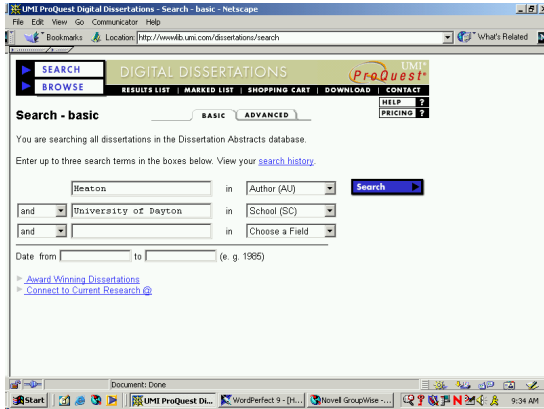 UMI ProQuest Digital Dissertations - Search - basic - Netscape
File Edit View Go Communicator Help
Bookmarks Location: http://wwwlib.umi.com/dissertations/search What's Related
SEARCH
BROWSE
DIGITAL DISSERTATIONS
UMI
ProQuest
RESULTS LIST | MARKED LIST | SHOPPING CART | DOWNLOAD | CONTACT
HELP ?
PRICING ?
Search - basic
BASIC ADVANCED
You are searching all dissertations in the Dissertation Abstracts database.
Enter up to three search terms in the boxes below. View your search history.
Heaton in Author (AU) Search
and University of Dayton in School (SC)
and in Choose a Field
Date from to (e. g. 1985)
Award Winning Dissertations
Connect to Current Research @
Document: Done
Start UMI ProQuest Di... WordPerfect 9 - [H... Novell GroupWise -... 9:34 AM